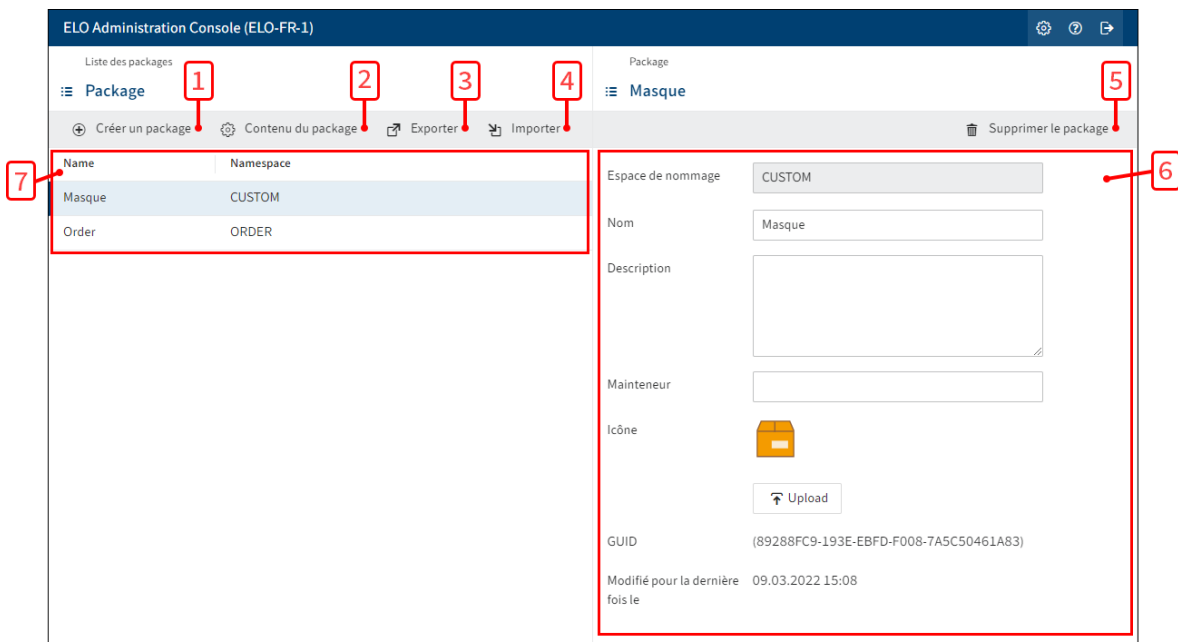 ELO Administration Console (ELO-FR-1)
Liste des packages
Package
1
2
3
4
Créer un package
Contenu du package
Exporter
Importer
7
Name Namespace
Masque CUSTOM
Order ORDER
Package
Masque
5
Supprimer le package
6
Espace de nommage CUSTOM
Nom Masque
Description
Mainteneur
Icône
Upload
GUID (89288FC9-193E-EBFD-F008-7A5C50461A83)
Modifié pour la dernière 09.03.2022 15:08
fois le